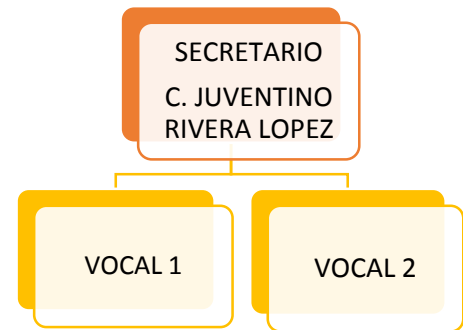 SECRETARIO
C. JUVENTINO
RIVERA LOPEZ
VOCAL 1
VOCAL 2